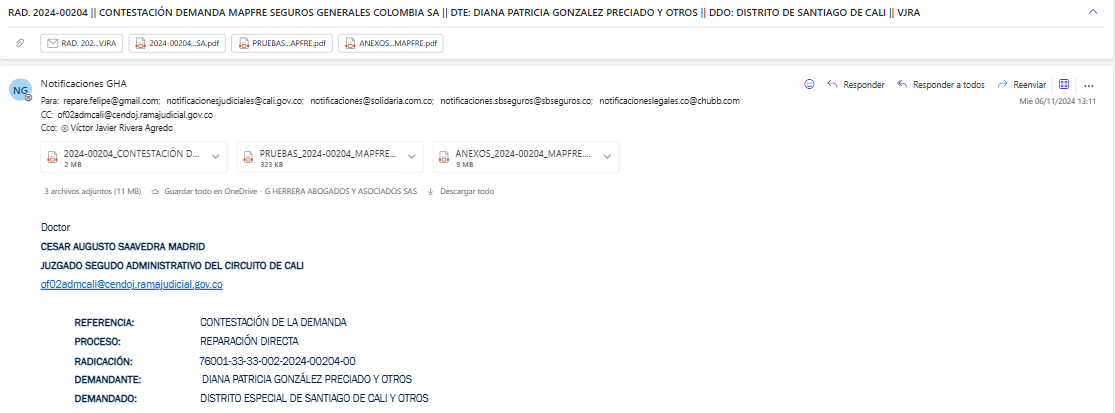 RAD. 2024-00204 || CONTESTACIÓN DEMANDA MAPFRE SEGUROS GENERALES COLOMBIA SA || DTE: DIANA PATRICIA GONZALEZ PRECIADO Y OTROS || DDO: DISTRITO DE SANTIAGO DE CALI || VJRA
RAD. 202...VJRA 2024-00204...SA.pdf PRUEBAS...APFRE.pdf ANEXOS...MAPFRE.pdf
NG Notificaciones GHA Responder Responder a todos Reenviar ...
Para: repare.felipe@gmail.com; notificacionesjudiciales@cali.gov.co; notificaciones@solidaria.com.co; notificaciones.sbseguros@sbseguros.co; notificacioneslegales.co@chubb.com Mié 06/11/2024 13:11
CC: of02admcali@cendoj.ramajudicial.gov.co
Cco: Víctor Javier Rivera Agredo
2024-00204_CONTESTACIÓN D... PRUEBAS_2024-00204_MAPFRE... ANEXOS_2024-00204_MAPFRE....
2 MB 323 KB 9 MB
3 archivos adjuntos (11 MB) Guardar todo en OneDrive - G HERRERA ABOGADOS Y ASOCIADOS SAS Descargar todo
Doctor
CESAR AUGUSTO SAAVEDRA MADRID
JUZGADO SEGUDO ADMINISTRATIVO DEL CIRCUITO DE CALI
of02admcali@cendoj.ramajudicial.gov.co
REFERENCIA: CONTESTACIÓN DE LA DEMANDA
PROCESO: REPARACIÓN DIRECTA
RADICACIÓN: 76001-33-33-002-2024-00204-00
DEMANDANTE: DIANA PATRICIA GONZÁLEZ PRECIADO Y OTROS
DEMANDADO: DISTRITO ESPECIAL DE SANTIAGO DE CALI Y OTROS